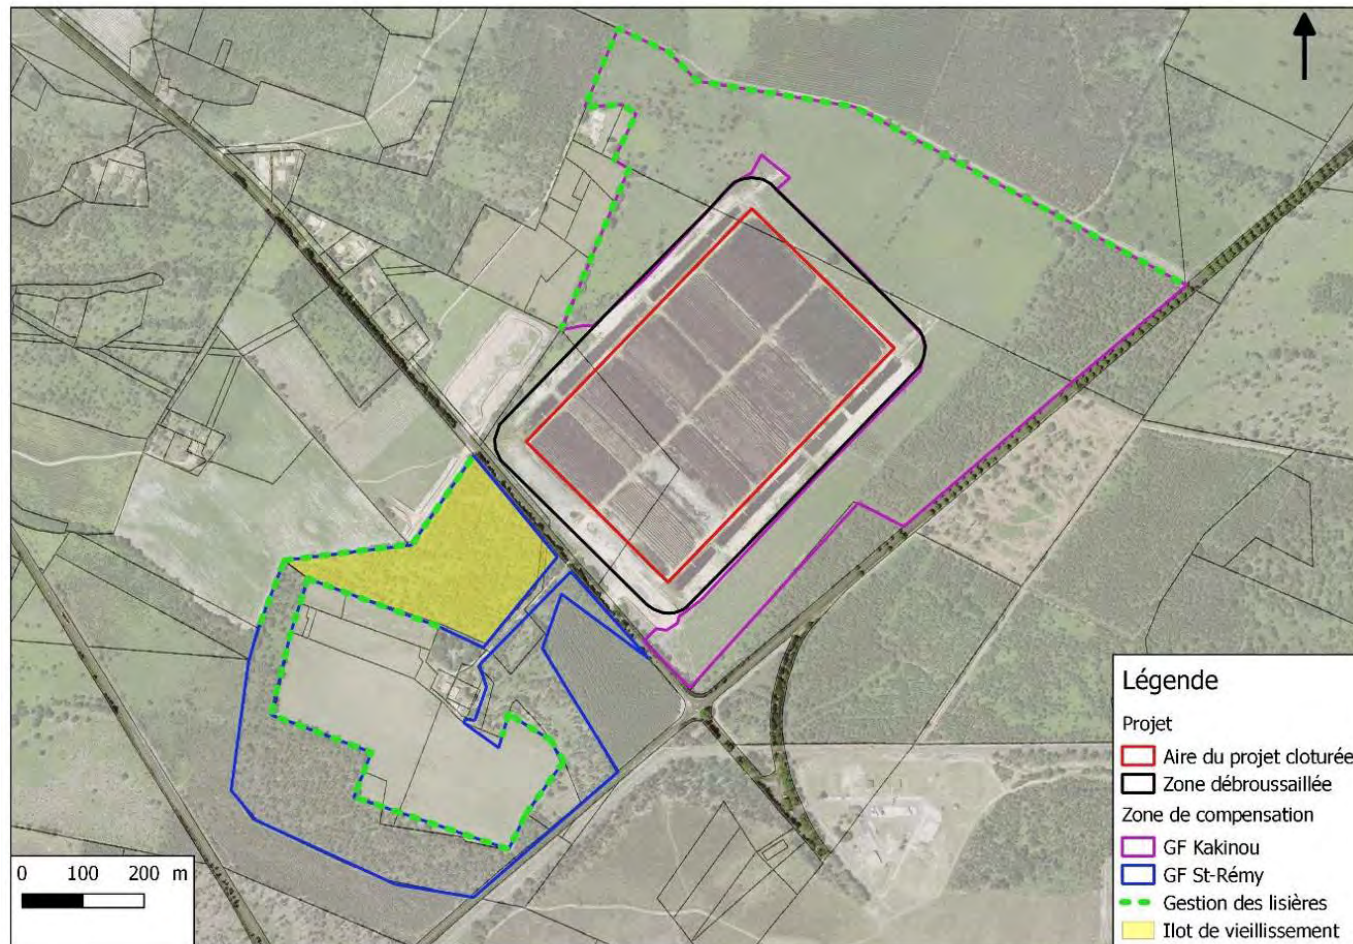 Légende
Projet
Aire du projet cloturée
Zone débroussaillée
Zone de compensation
GF Kakinou
GF St-Rémy
Gestion des lisières
Ilot de vieillissement
0 100 200 m